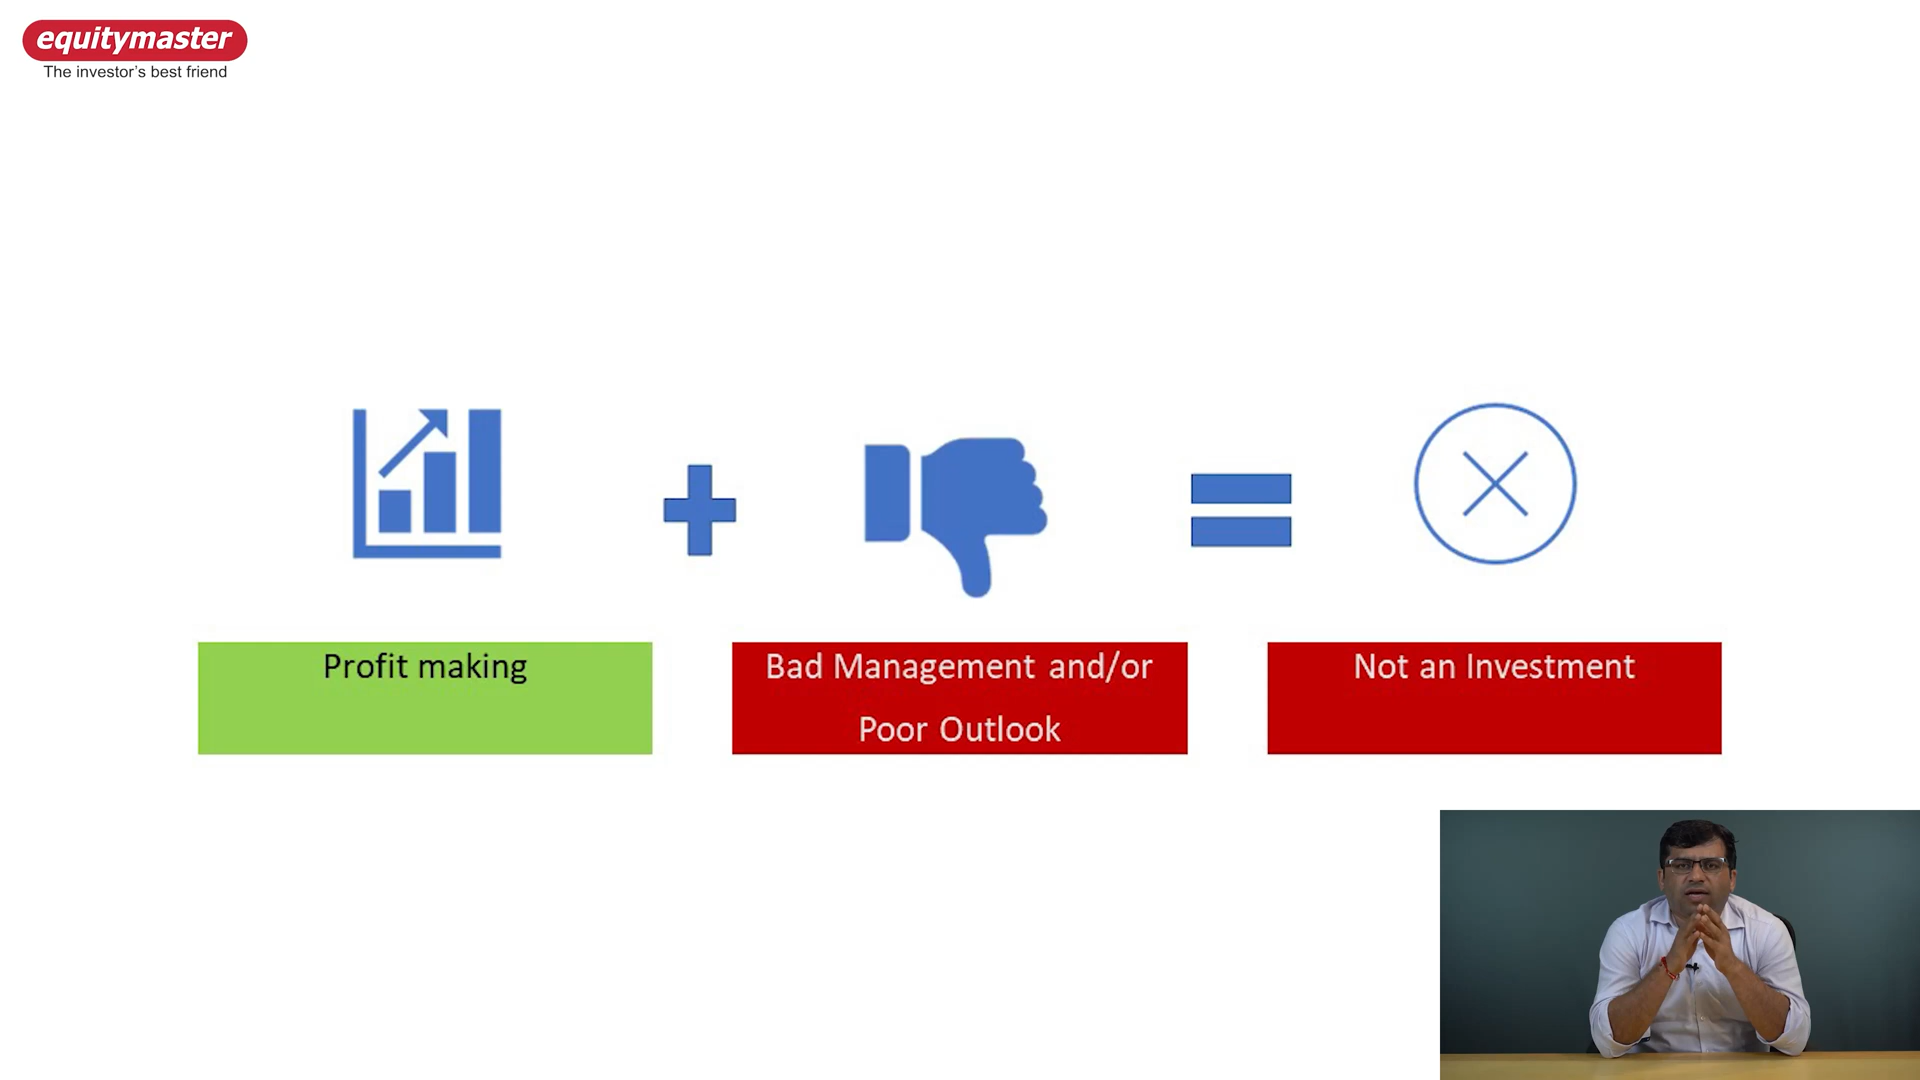 equitymaster
The investor's best friend
Profit making
Bad Management and/or
Poor Outlook
Not an Investment